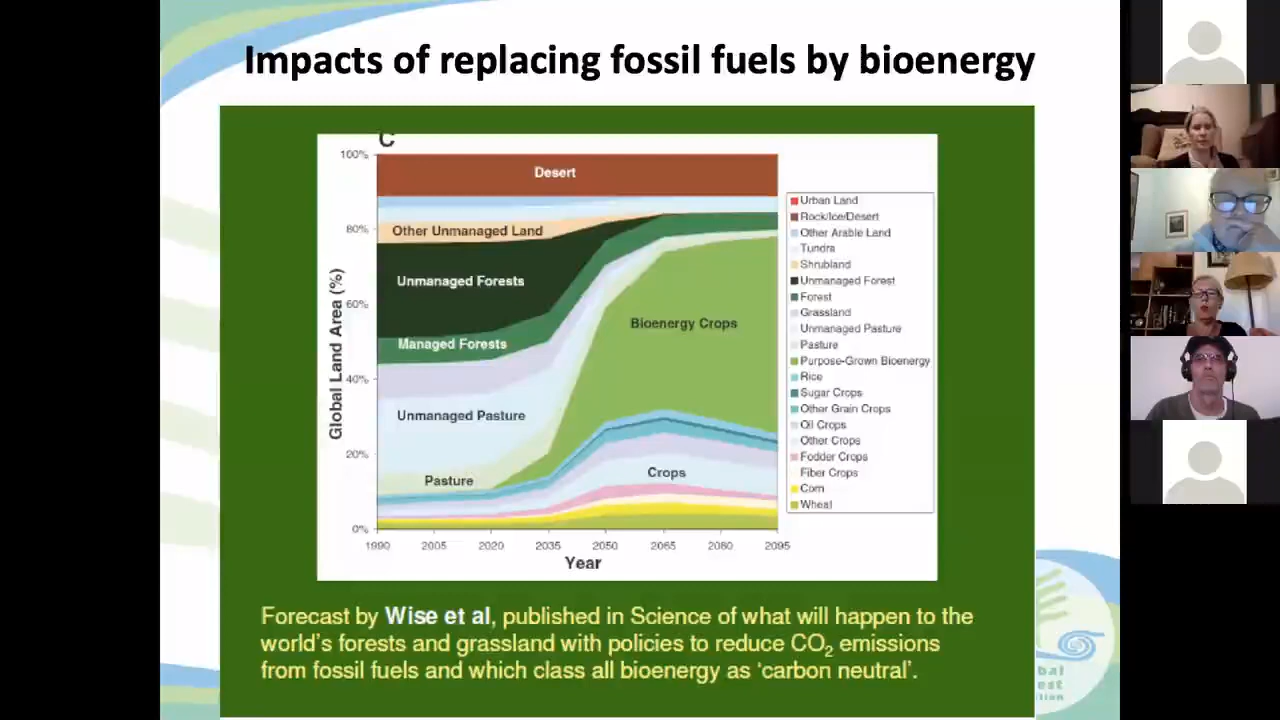 Impacts of replacing fossil fuels by bioenergy
C
100%
80%
60%
40%
20%
0%
Global Land Area (%)
Desert
Other Unmanaged Land
Unmanaged Forests
Managed Forests
Unmanaged Pasture
Pasture
Bioenergy Crops
Crops
1990 2005 2020 2035 2050 2065 2080 2095
Year
Urban Land
Rock/Ice/Desert
Other Arable Land
Tundra
Shrubland
Unmanaged Forest
Forest
Grassland
Unmanaged Pasture
Pasture
Purpose-Grown Bioenergy
Rice
Sugar Crops
Other Grain Crops
Oil Crops
Other Crops
Fodder Crops
Fiber Crops
Corn
Wheat
Forecast by Wise et al, published in Science of what will happen to the
world's forests and grassland with policies to reduce CO₂ emissions
from fossil fuels and which class all bioenergy as 'carbon neutral'.